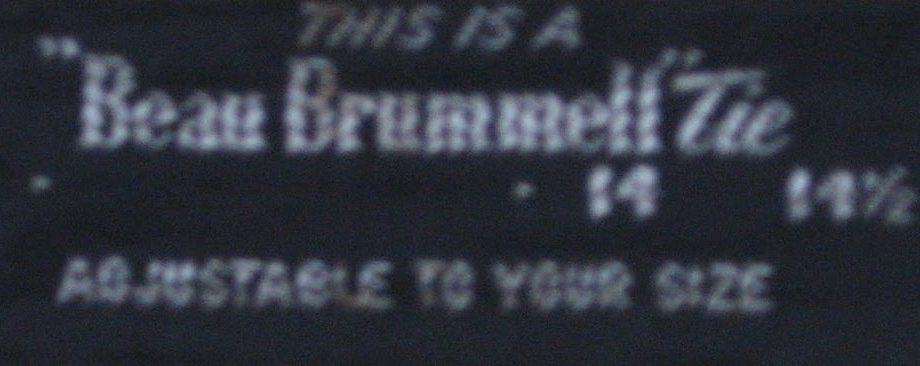 THIS IS A
"Beau Brummell" Tie
14 14½
ADJUSTABLE TO YOUR SIZE